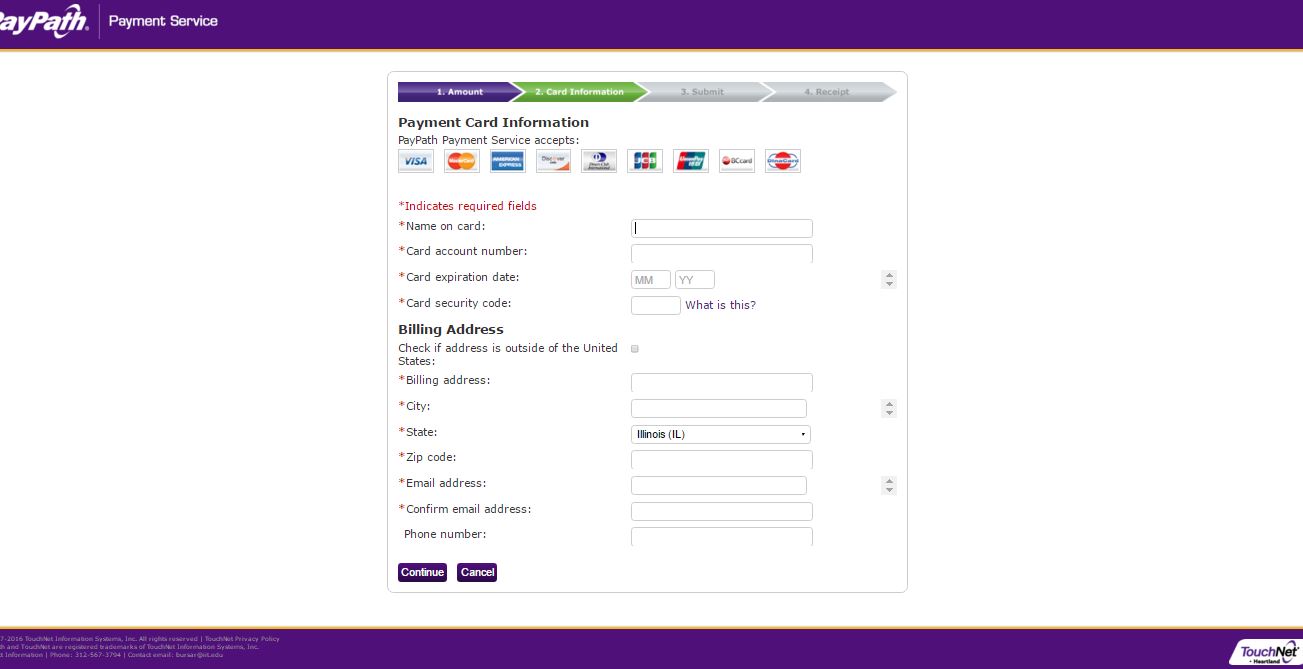 PayPath® Payment Service
1. Amount 2. Card Information 3. Submit 4. Receipt
Payment Card Information
PayPath Payment Service accepts:
VISA MasterCard AMERICAN EXPRESS Discover Diners Club International JCB UnionPay BCcard DinaCard
*Indicates required fields
*Name on card:
*Card account number:
*Card expiration date: MM YY
*Card security code: What is this?
Billing Address
Check if address is outside of the United
States:
*Billing address:
*City:
*State: Illinois (IL)
*Zip code:
*Email address:
*Confirm email address:
Phone number:
Continue Cancel
7-2016 TouchNet Information Systems, Inc. All rights reserved | TouchNet Privacy Policy
th and TouchNet are registered trademarks of TouchNet Information Systems, Inc.
t Information | Phone: 312-567-3794 | Contact email: bursar@iit.edu
TouchNet®
• Heartland